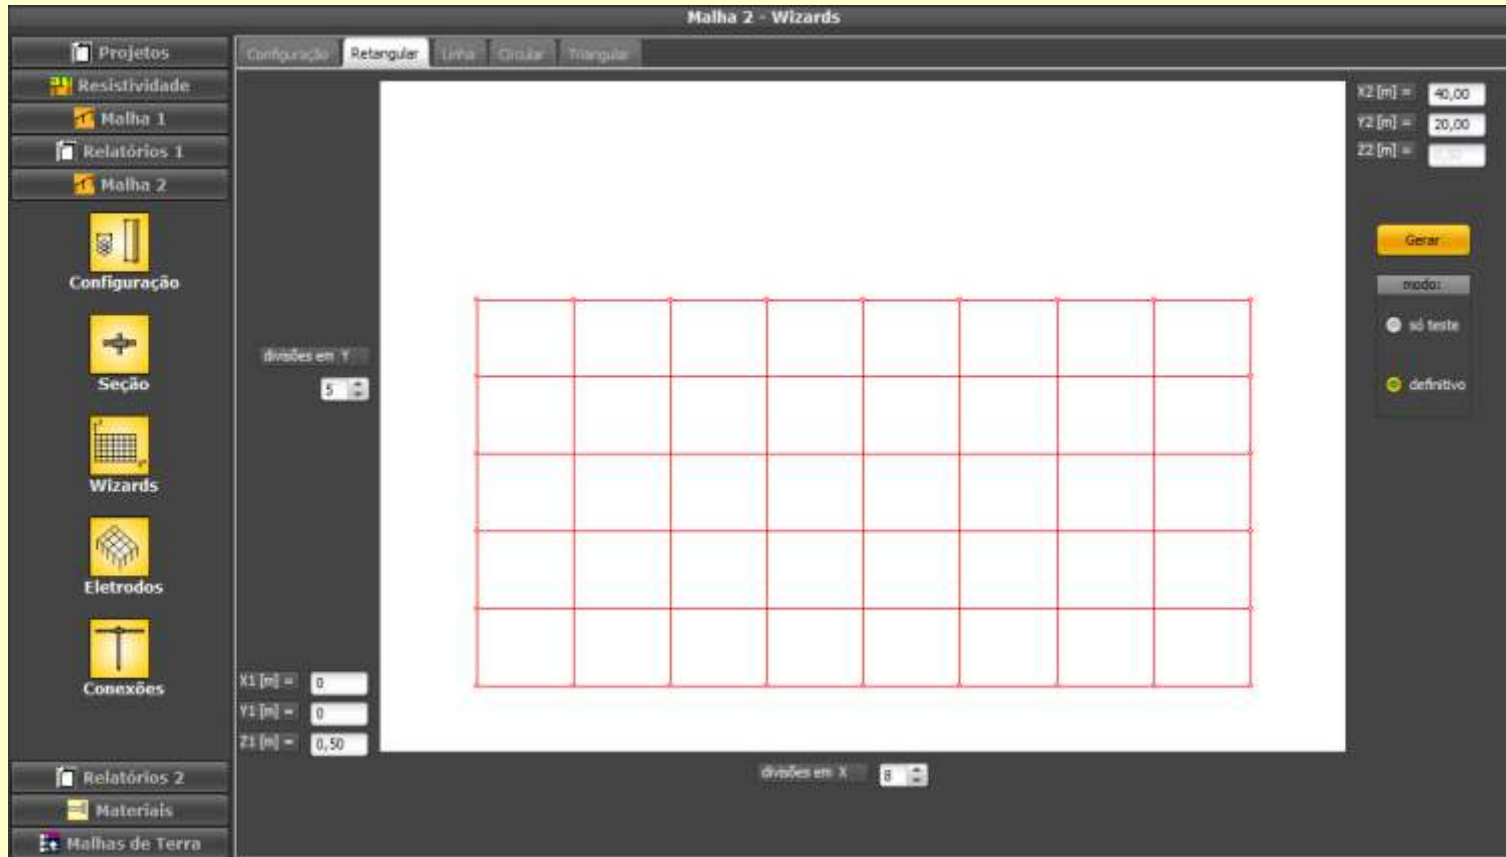 Malha 2 - Wizards
Projetos
Resistividade
Malha 1
Relatórios 1
Malha 2
Configuração
Seção
Wizards
Eletrodos
Conexões
Relatórios 2
Materiais
Malhas de Terra
Configuração Retangular Linha Circular Triangular
divisões em Y
5
X1 [m] = 0
Y1 [m] = 0
Z1 [m] = 0,50
divisões em X 8
X2 [m] = 40,00
Y2 [m] = 20,00
Z2 [m] =
Gerar
modo:
só teste
definitivo